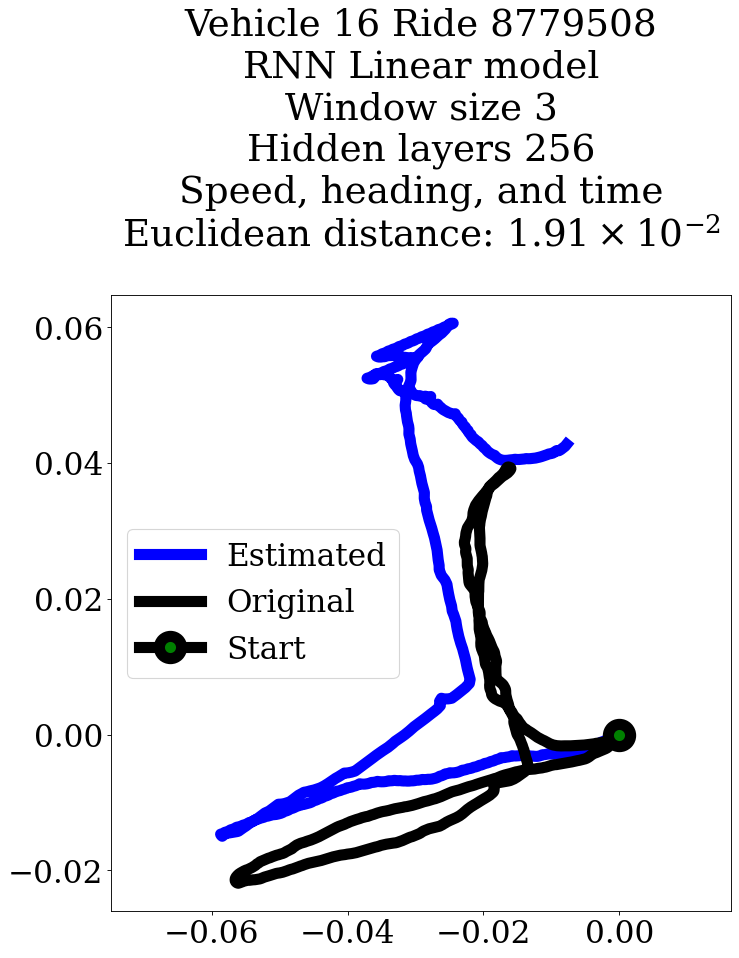 Vehicle 16 Ride 8779508
RNN Linear model
Window size 3
Hidden layers 256
Speed, heading, and time
Euclidean distance: 1.91 × 10⁻²
0.06
0.04
0.02
0.00
−0.02
Estimated
Original
Start
−0.06 −0.04 −0.02 0.00